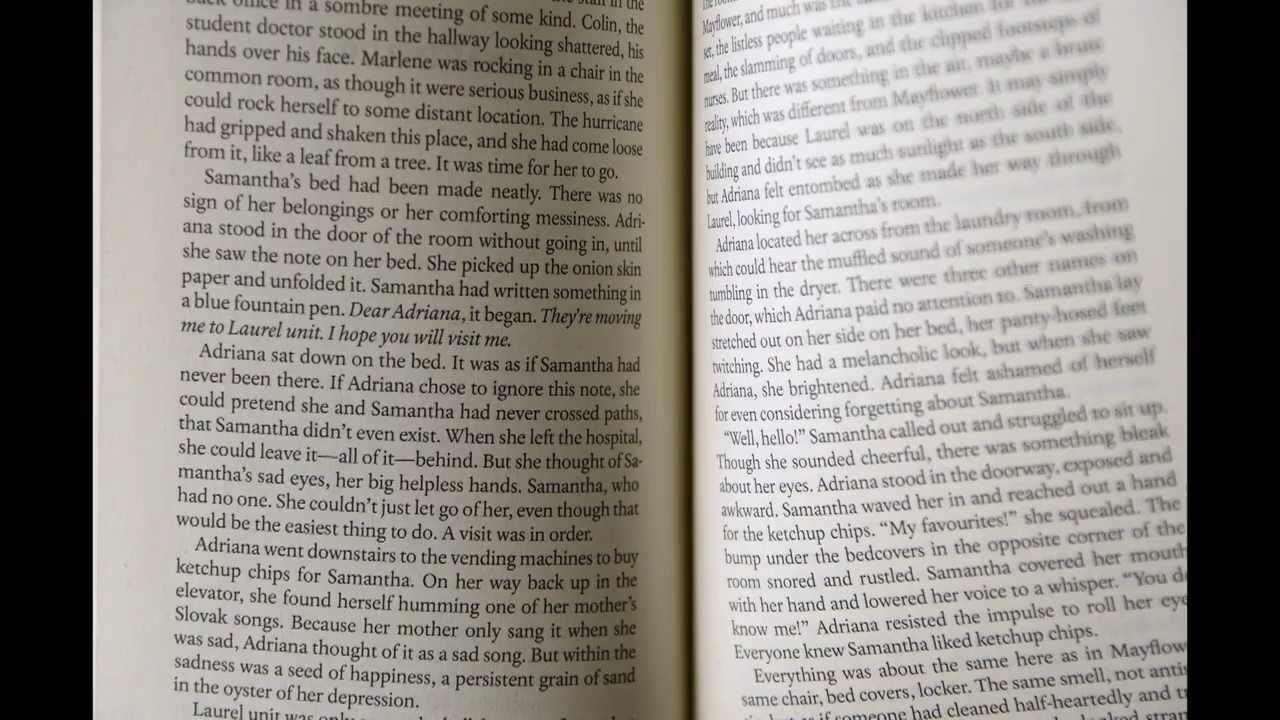 back office in a sombre meeting of some kind. Colin, the
student doctor stood in the hallway looking shattered, his
hands over his face. Marlene was rocking in a chair in the
common room, as though it were serious business, as if she
could rock herself to some distant location. The hurricane
had gripped and shaken this place, and she had come loose
from it, like a leaf from a tree. It was time for her to go.
Samantha's bed had been made neatly. There was no
sign of her belongings or her comforting messiness. Adri-
ana stood in the door of the room without going in, until
she saw the note on her bed. She picked up the onion skin
paper and unfolded it. Samantha had written something in
a blue fountain pen. Dear Adriana, it began. They're moving
me to Laurel unit. I hope you will visit me.
Adriana sat down on the bed. It was as if Samantha had
never been there. If Adriana chose to ignore this note, she
could pretend she and Samantha had never crossed paths,
that Samantha didn't even exist. When she left the hospital,
she could leave it—all of it—behind. But she thought of Sa-
mantha's sad eyes, her big helpless hands. Samantha, who
had no one. She couldn't just let go of her, even though that
would be the easiest thing to do. A visit was in order.
Adriana went downstairs to the vending machines to buy
ketchup chips for Samantha. On her way back up in the
elevator, she found herself humming one of her mother's
Slovak songs. Because her mother only sang it when she
was sad, Adriana thought of it as a sad song. But within the
sadness was a seed of happiness, a persistent grain of sand
in the oyster of her depression.
Laurel unit was
Mayflower, and much was the
set, the listless people waiting in the kitchen for
meal, the slamming of doors, and the clipped footsteps of
nurses. But there was something in the air, maybe a brute
reality, which was different from Mayflower. It may simply
have been because Laurel was on the north side of the
building and didn't see as much sunlight as the south side,
but Adriana felt entombed as she made her way through
Laurel, looking for Samantha's room.
Adriana located her across from the laundry room, from
which could hear the muffled sound of someone's washing
tumbling in the dryer. There were three other names on
the door, which Adriana paid no attention to. Samantha lay
stretched out on her side on her bed, her panty-hosed feet
twitching. She had a melancholic look, but when she saw
Adriana, she brightened. Adriana felt ashamed of herself
for even considering forgetting about Samantha.
"Well, hello!" Samantha called out and struggled to sit up.
Though she sounded cheerful, there was something bleak
about her eyes. Adriana stood in the doorway, exposed and
awkward. Samantha waved her in and reached out a hand
for the ketchup chips. "My favourites!" she squealed. The
bump under the bedcovers in the opposite corner of the
room snored and rustled. Samantha covered her mouth
with her hand and lowered her voice to a whisper. "You do
know me!" Adriana resisted the impulse to roll her eye
Everyone knew Samantha liked ketchup chips.
Everything was about the same here as in Mayflow
same chair, bed covers, locker. The same smell, not antis
if someone had cleaned half-heartedly and